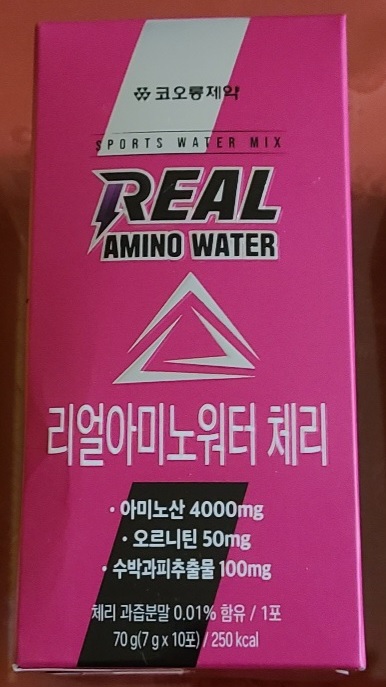 코오롱제약
SPORTS WATER MIX
REAL
AMINO WATER
리얼아미노워터 체리
· 아미노산 4000mg
· 오르니틴 50mg
· 수박과피추출물 100mg
체리 과즙분말 0.01% 함유 / 1포
70 g(7 g x 10포) / 250 kcal